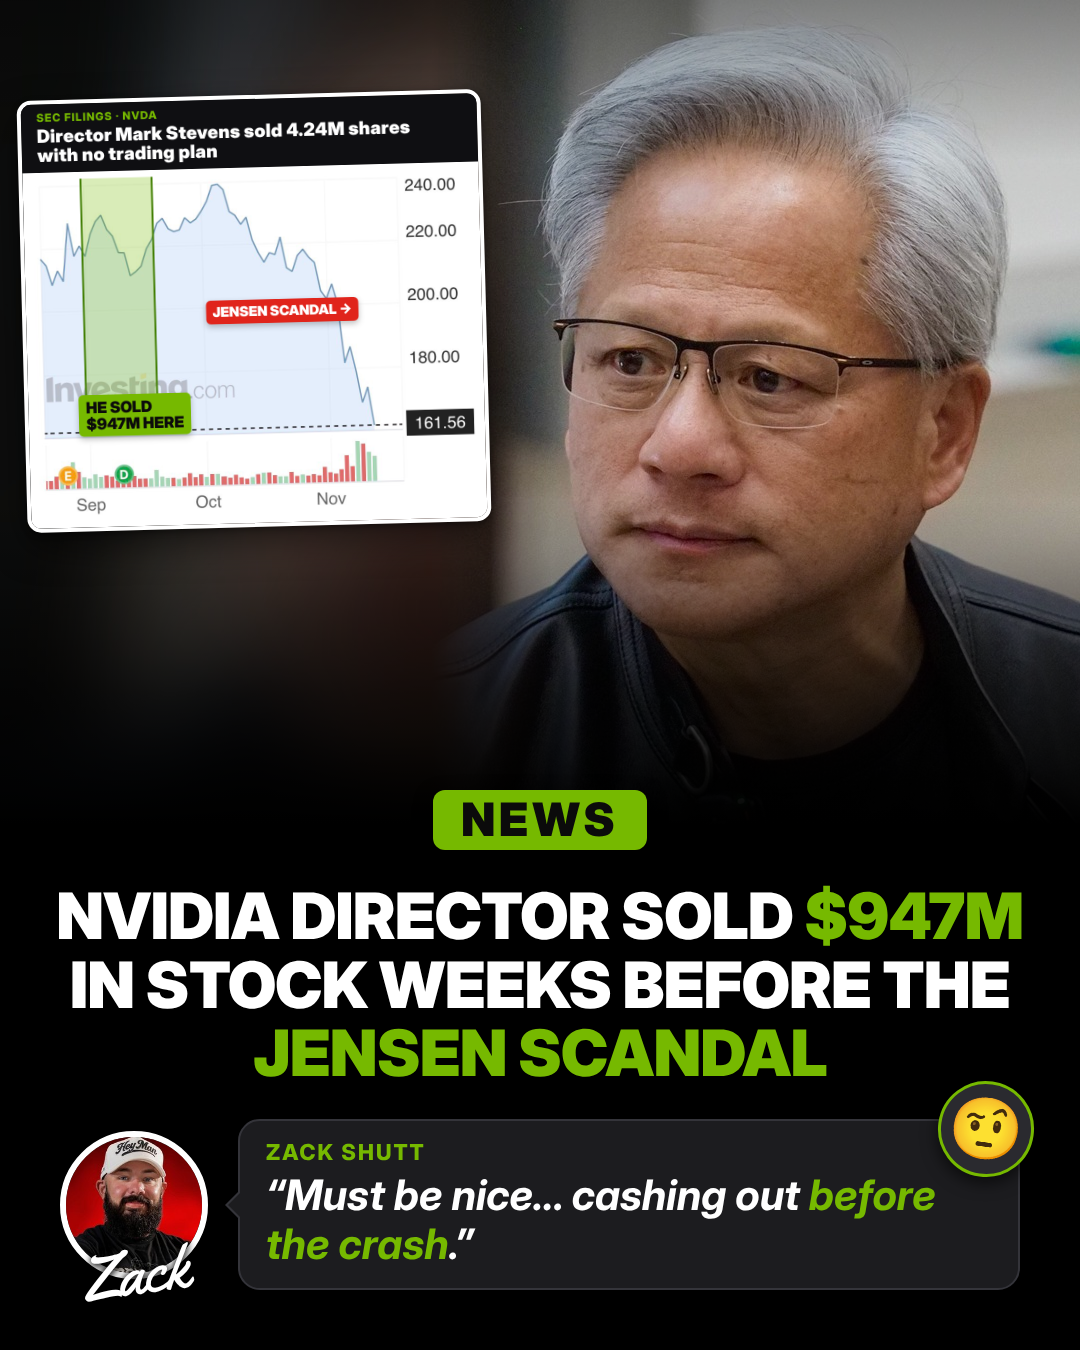 SEC FILINGS · NVDA
Director Mark Stevens sold 4.24M shares
with no trading plan
240.00
220.00
200.00
180.00
161.56
JENSEN SCANDAL →
Investing.com
HE SOLD
$947M HERE
E
D
Sep
Oct
Nov
NEWS
NVIDIA DIRECTOR SOLD $947M
IN STOCK WEEKS BEFORE THE
JENSEN SCANDAL
Hey Man
Zack
ZACK SHUTT
“Must be nice... cashing out before
the crash.”